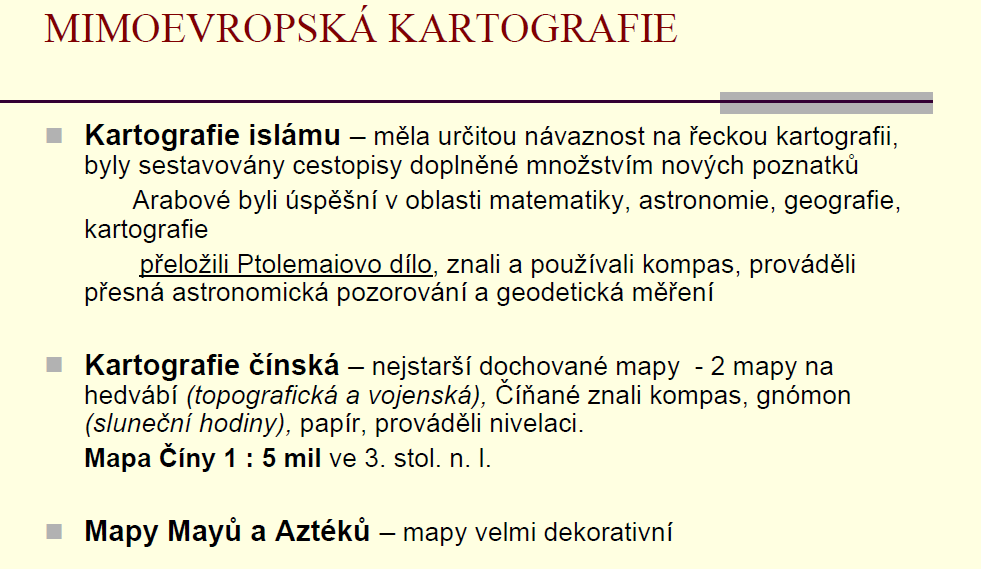 MIMOEVROPSKÁ KARTOGRAFIE
Kartografie islámu – měla určitou návaznost na řeckou kartografii,
byly sestavovány cestopisy doplněné množstvím nových poznatků
Arabové byli úspěšní v oblasti matematiky, astronomie, geografie,
kartografie
přeložili Ptolemaiovo dílo, znali a používali kompas, prováděli
přesná astronomická pozorování a geodetická měření
Kartografie čínská – nejstarší dochované mapy - 2 mapy na
hedvábí (topografická a vojenská), Číňané znali kompas, gnómon
(sluneční hodiny), papír, prováděli nivelaci.
Mapa Číny 1 : 5 mil ve 3. stol. n. l.
Mapy Mayů a Aztéků – mapy velmi dekorativní